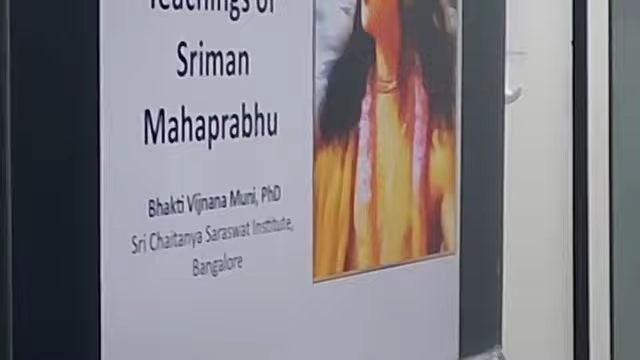 Teachings of
Sriman
Mahaprabhu
Bhakti Vijnana Muni, PhD
Sri Chaitanya Saraswat Institute,
Bangalore